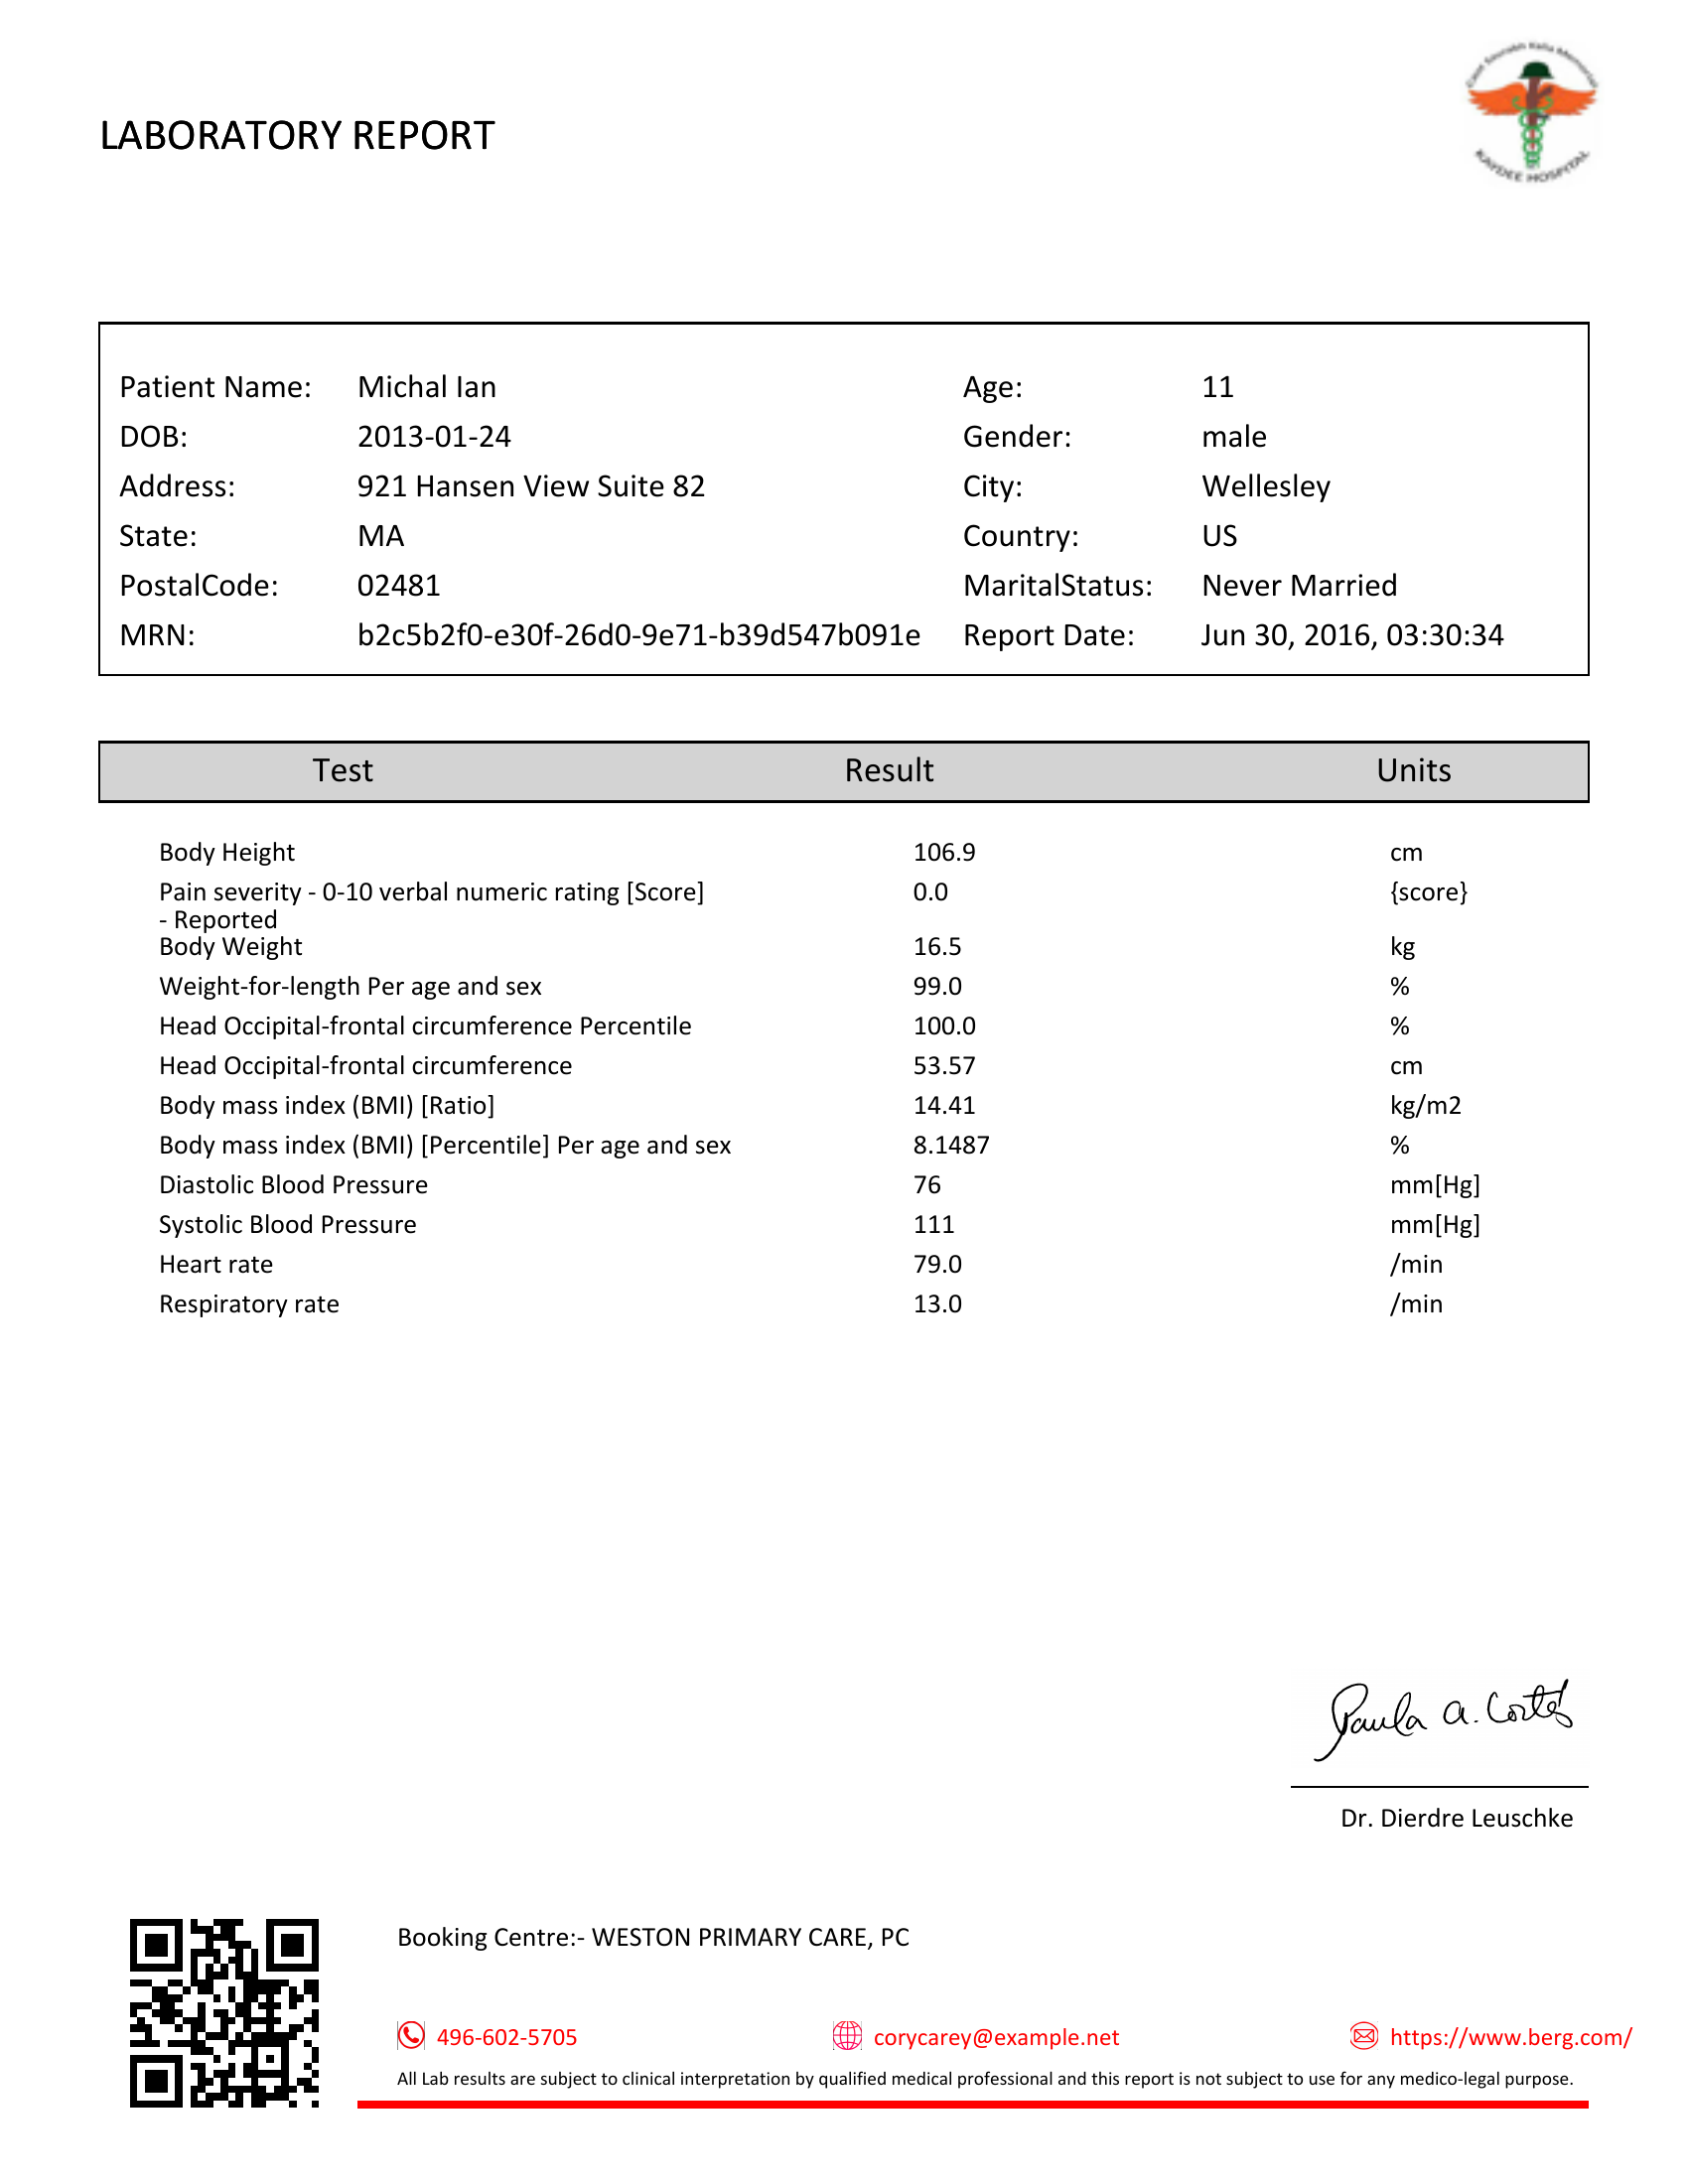 LABORATORY REPORT
KAYDEE HOSPITAL
Patient Name: Michal Ian Age: 11
DOB: 2013-01-24 Gender: male
Address: 921 Hansen View Suite 82 City: Wellesley
State: MA Country: US
PostalCode: 02481 MaritalStatus: Never Married
MRN: b2c5b2f0-e30f-26d0-9e71-b39d547b091e Report Date: Jun 30, 2016, 03:30:34
Test Result Units
Body Height 106.9 cm
Pain severity - 0-10 verbal numeric rating [Score] 0.0 {score}
- Reported
Body Weight 16.5 kg
Weight-for-length Per age and sex 99.0 %
Head Occipital-frontal circumference Percentile 100.0 %
Head Occipital-frontal circumference 53.57 cm
Body mass index (BMI) [Ratio] 14.41 kg/m2
Body mass index (BMI) [Percentile] Per age and sex 8.1487 %
Diastolic Blood Pressure 76 mm[Hg]
Systolic Blood Pressure 111 mm[Hg]
Heart rate 79.0 /min
Respiratory rate 13.0 /min
Paula a. Cortes
Dr. Dierdre Leuschke
Booking Centre:- WESTON PRIMARY CARE, PC
496-602-5705 corycarey@example.net https://www.berg.com/
All Lab results are subject to clinical interpretation by qualified medical professional and this report is not subject to use for any medico-legal purpose.